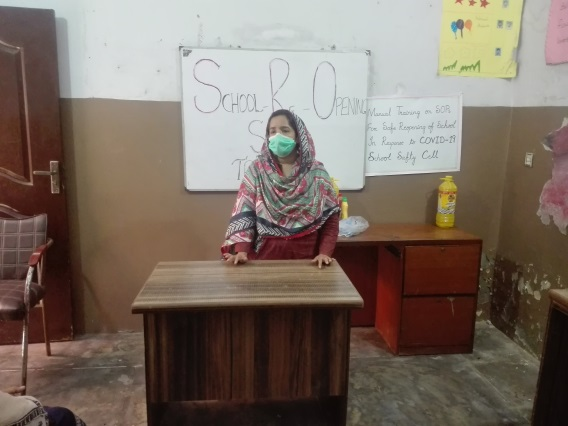 School-Re-Opening
S
T
Manual Training on SOPs
For Safe Reopening of School
In Response to COVID-19
School Safty Cell